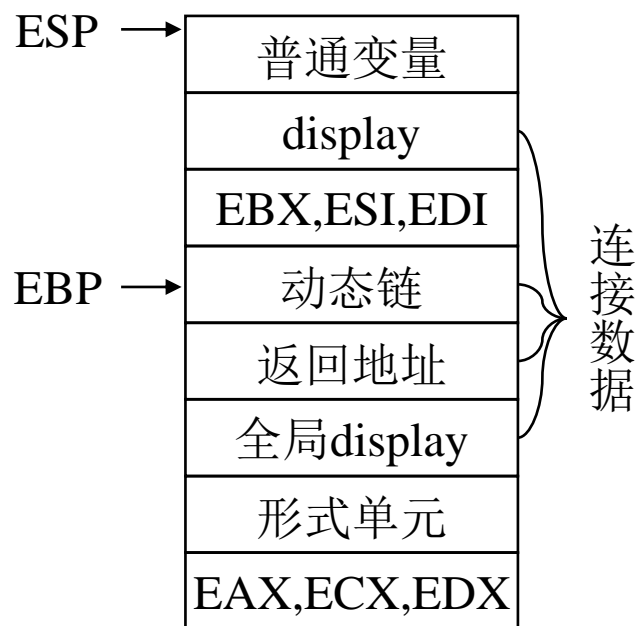 ESP
普通变量
display
EBX,ESI,EDI
EBP
动态链
返回地址
全局display
形式单元
EAX,ECX,EDX
连接数据